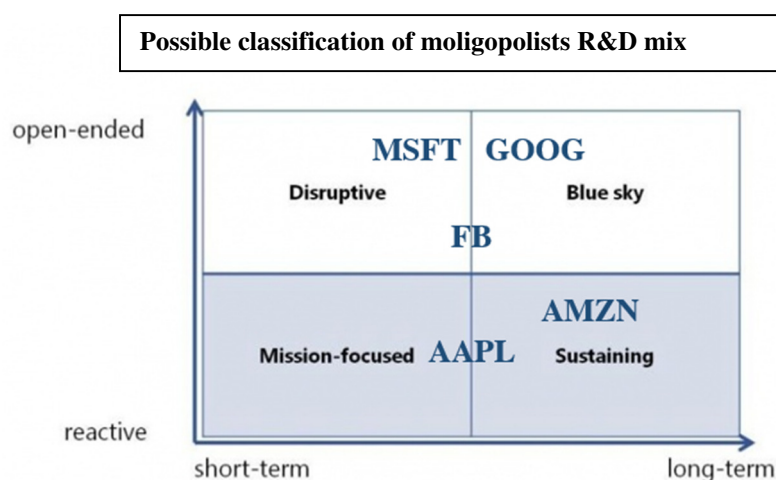 Possible classification of moligopolists R&D mix
open-ended
MSFT GOOG
Disruptive Blue sky
FB
AMZN
Mission-focused AAPL Sustaining
reactive
short-term long-term